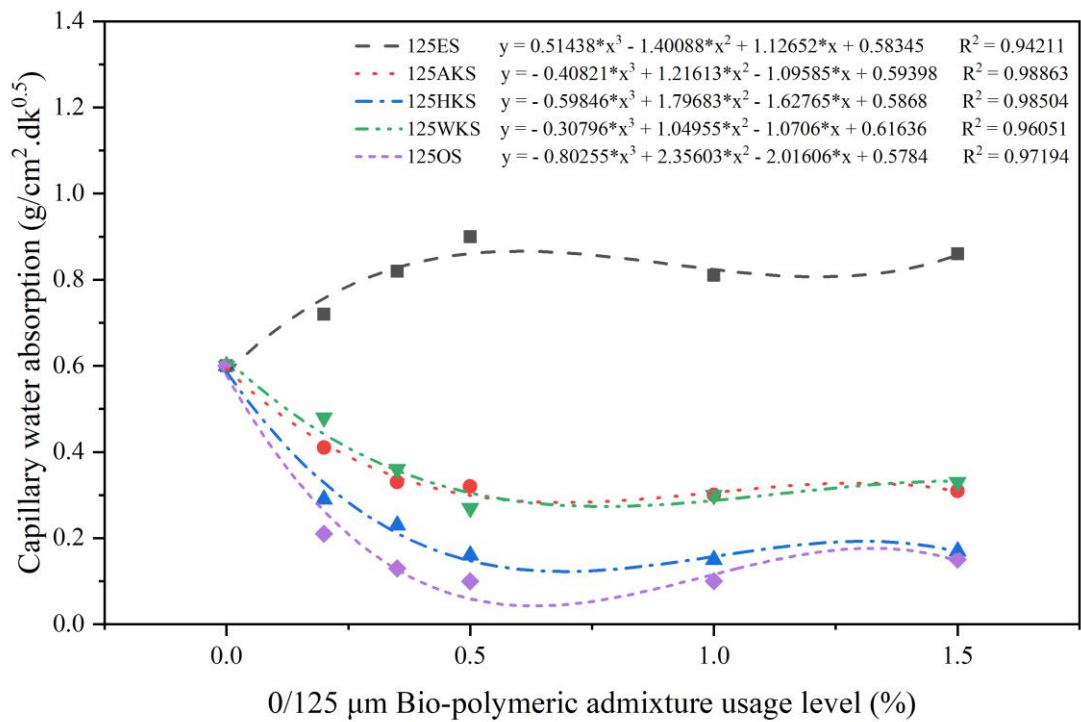 1.4
125ES y = 0.51438*x³ - 1.40088*x² + 1.12652*x + 0.58345 R² = 0.94211
125AKS y = - 0.40821*x³ + 1.21613*x² - 1.09585*x + 0.59398 R² = 0.98863
125HKS y = - 0.59846*x³ + 1.79683*x² - 1.62765*x + 0.5868 R² = 0.98504
125WKS y = - 0.30796*x³ + 1.04955*x² - 1.0706*x + 0.61636 R² = 0.96051
125OS y = - 0.80255*x³ + 2.35603*x² - 2.01606*x + 0.5784 R² = 0.97194
1.2
1.0
0.8
0.6
0.4
0.2
0.0
Capillary water absorption (g/cm².dk⁰·⁵)
0.0 0.5 1.0 1.5
0/125 μm Bio-polymeric admixture usage level (%)